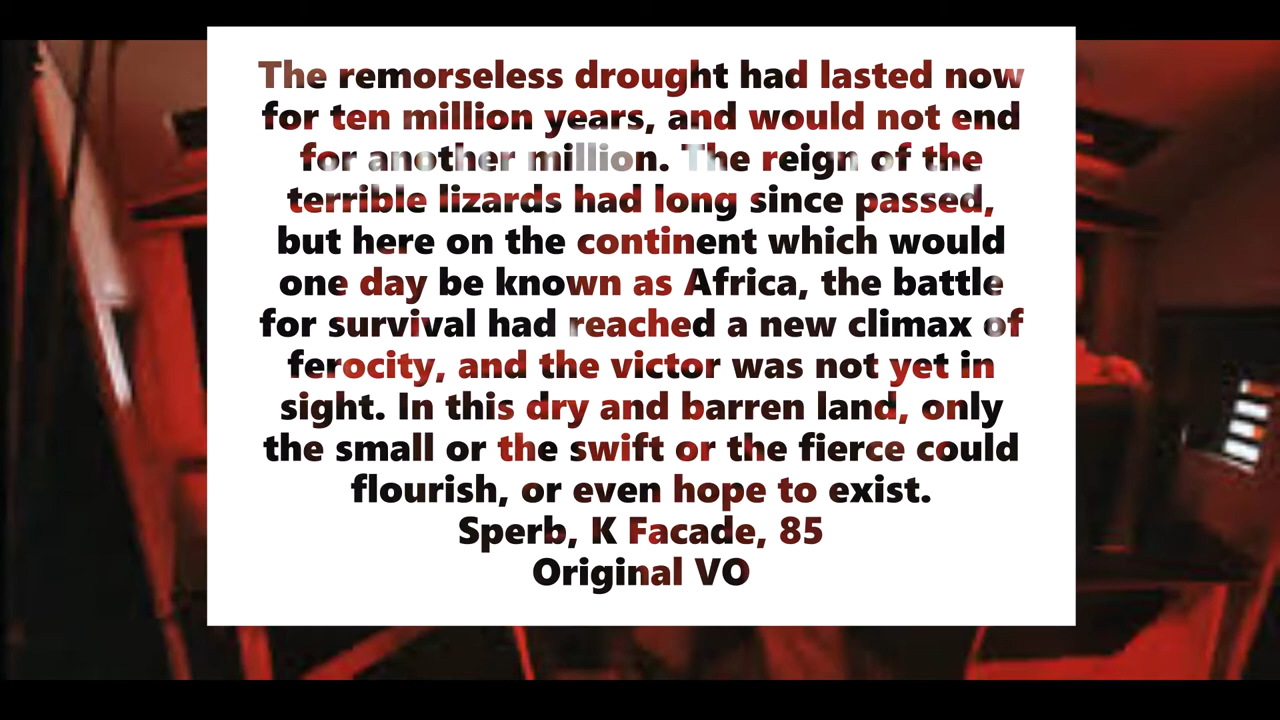 The remorseless drought had lasted now
for ten million years, and would not end
for another million. The reign of the
terrible lizards had long since passed,
but here on the continent which would
one day be known as Africa, the battle
for survival had reached a new climax of
ferocity, and the victor was not yet in
sight. In this dry and barren land, only
the small or the swift or the fierce could
flourish, or even hope to exist.
Sperb, K Facade, 85
Original VO